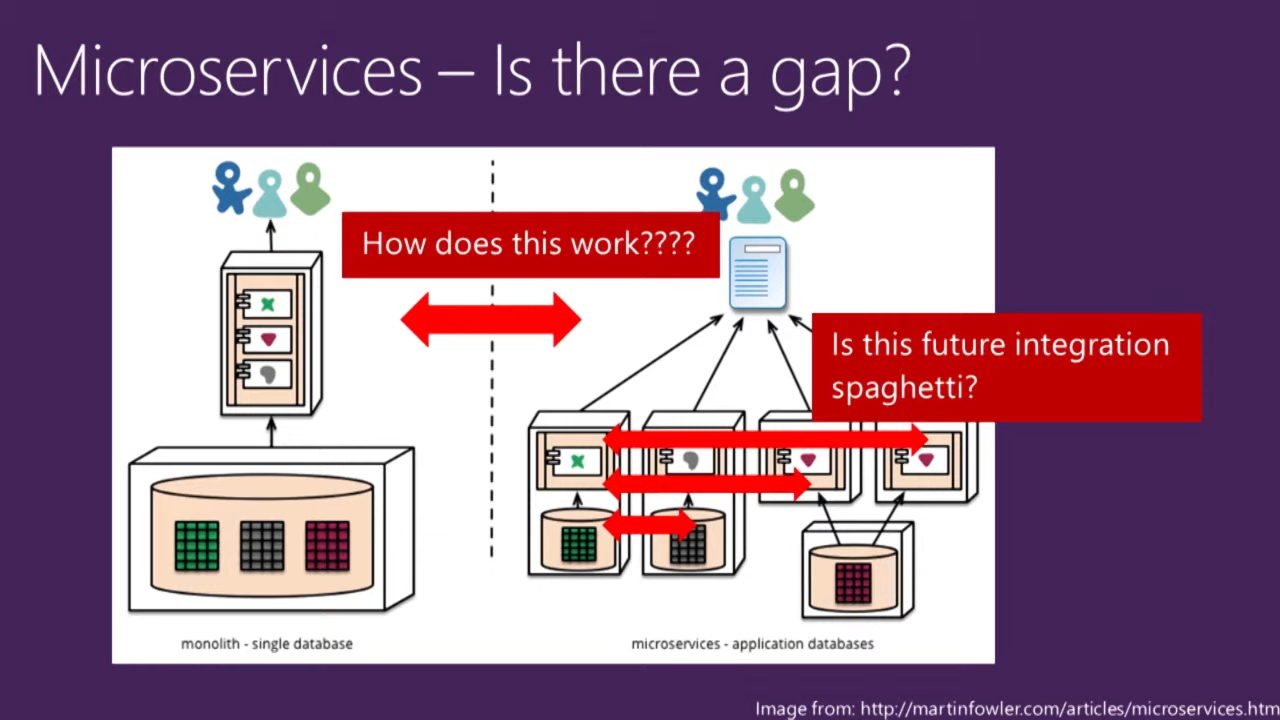 Microservices – Is there a gap?
How does this work????
Is this future integration
spaghetti?
monolith - single database
microservices - application databases
Image from: http://martinfowler.com/articles/microservices.htm